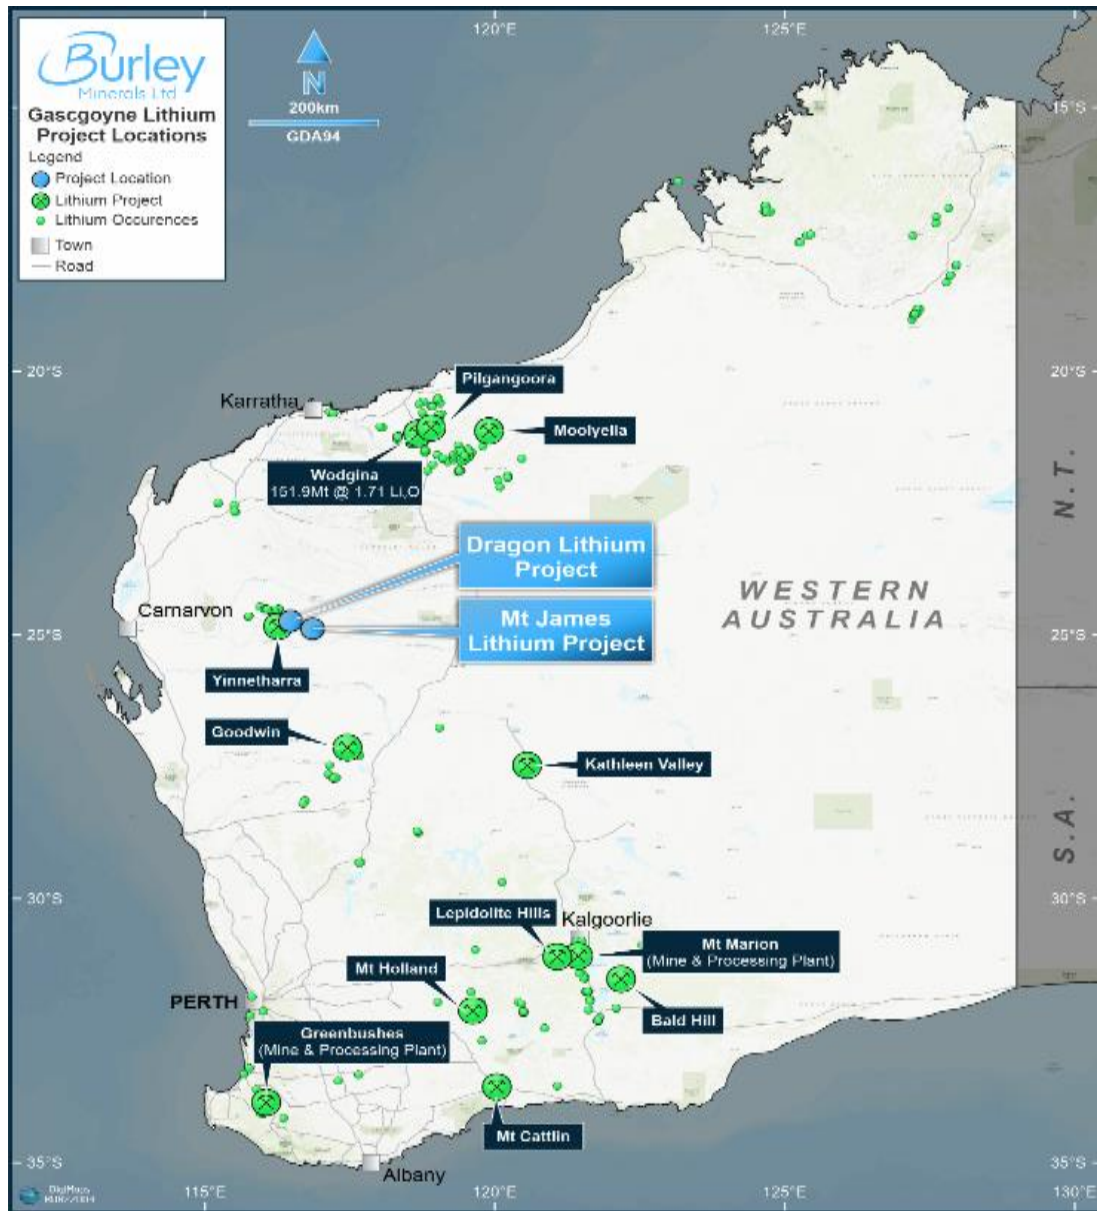 Burley
Minerals Ltd
Gascgoyne Lithium
Project Locations
Legend
Project Location
Lithium Project
Lithium Occurences
Town
Road
N
200km
GDA94
120°E
125°E
15°S
20°S
20°S
Pilgangoora
Karratha
Moolyella
Wodgina
151.9Mt @ 1.71 Li₂O
N.T.
Dragon Lithium
Project
WESTERN
AUSTRALIA
Carnarvon
Mt James
Lithium Project
25°S
25°S
Yinnetharra
Goodwin
Kathleen Valley
S.A.
30°S
30°S
Lepidolite Hills
Kalgoorlie
Mt Marion
(Mine & Processing Plant)
Mt Holland
PERTH
Bald Hill
Greenbushes
(Mine & Processing Plant)
Mt Cattlin
35°S
Albany
35°S
DigMaps
115°E
120°E
125°E
130°E